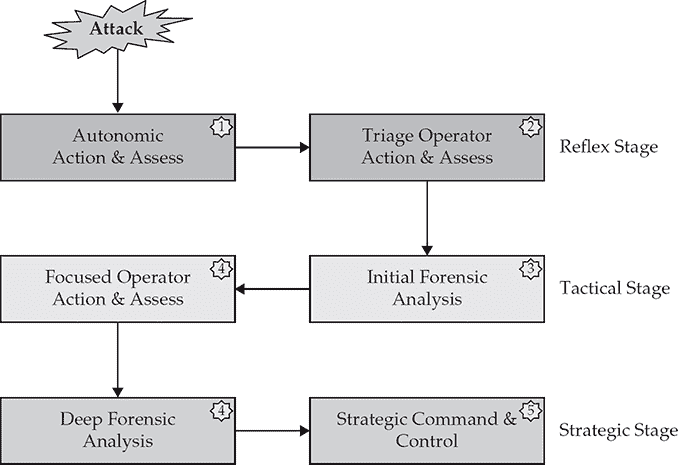 Attack
1
Autonomic
Action & Assess
2
Triage Operator
Action & Assess
Reflex Stage
4
Focused Operator
Action & Assess
3
Initial Forensic
Analysis
Tactical Stage
4
Deep Forensic
Analysis
5
Strategic Command &
Control
Strategic Stage